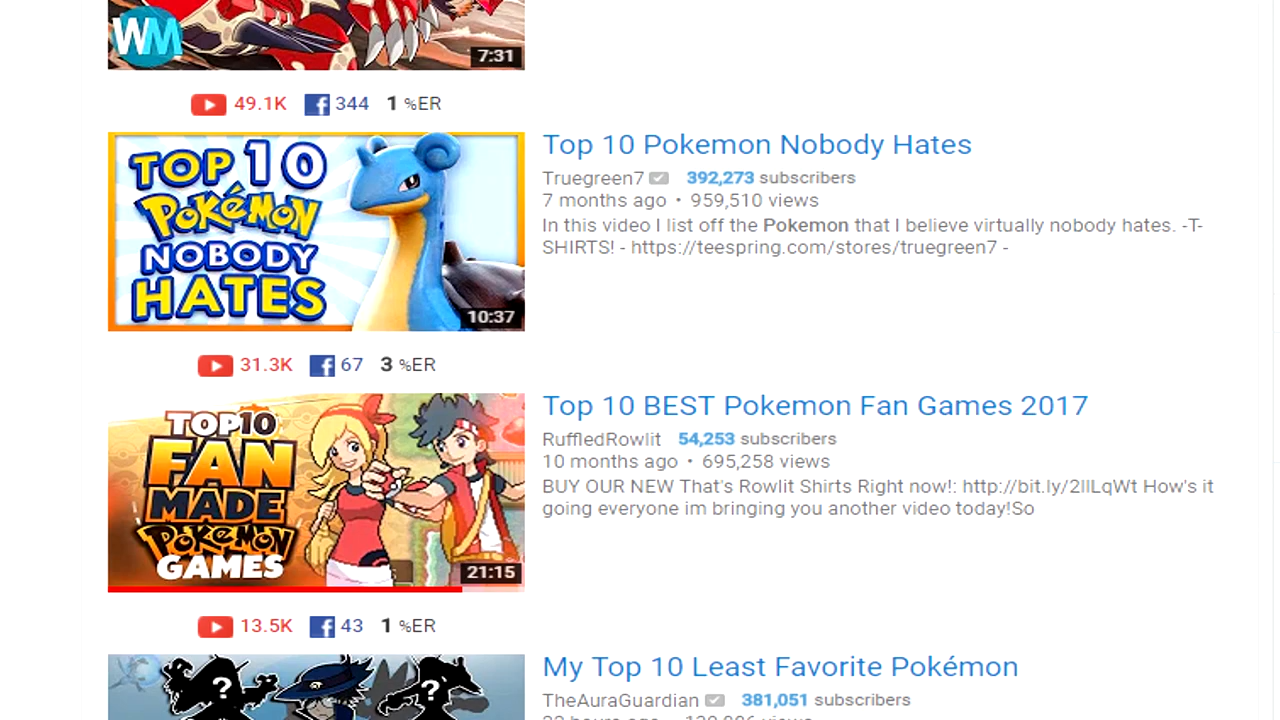 WM
7:31
49.1K 344 1 %ER
TOP 10
POKéMON
NOBODY
HATES
10:37
Top 10 Pokemon Nobody Hates
Truegreen7 392,273 subscribers
7 months ago • 959,510 views
In this video I list off the Pokemon that I believe virtually nobody hates. -T-
SHIRTS! - https://teespring.com/stores/truegreen7 -
31.3K 67 3 %ER
TOP10
FAN
MADE
POKéMON
GAMES
21:15
Top 10 BEST Pokemon Fan Games 2017
RuffledRowlit 54,253 subscribers
10 months ago • 695,258 views
BUY OUR NEW That's Rowlit Shirts Right now!: http://bit.ly/2llLqWt How's it
going everyone im bringing you another video today!So
13.5K 43 1 %ER
? ?
My Top 10 Least Favorite Pokémon
TheAuraGuardian 381,051 subscribers